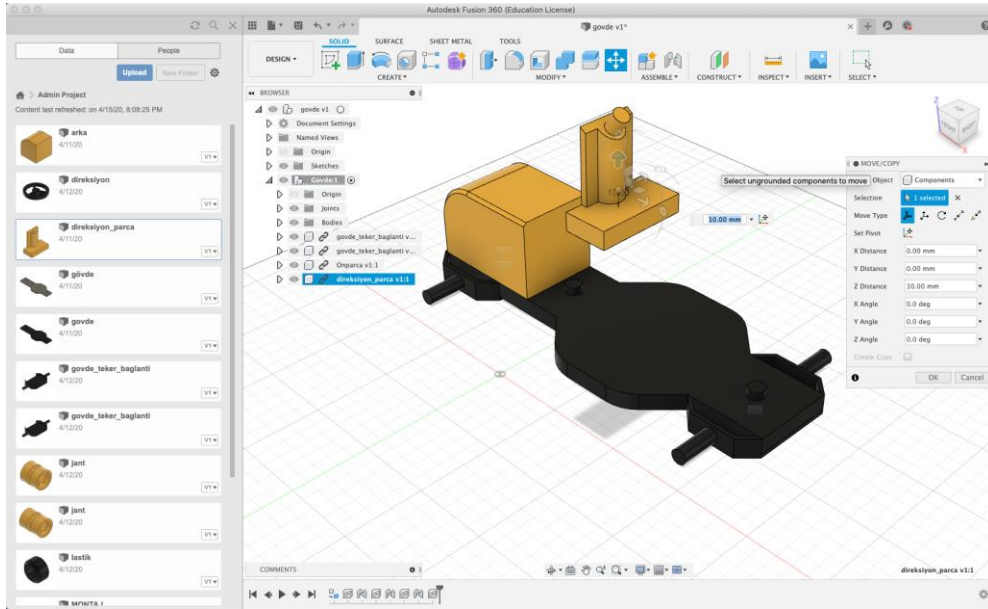 Autodesk Fusion 360 (Education License)
Data
People
Upload
New Folder
Admin Project
Content last refreshed: on 4/15/20, 8:08:25 PM
arka
4/11/20
V1
direksiyon
4/12/20
V1
direksiyon_parca
4/11/20
V1
gövde
4/11/20
V1
govde
4/11/20
V1
govde_teker_baglanti
4/12/20
V1
govde_teker_baglanti
4/12/20
V1
jant
4/12/20
V1
jant
4/12/20
V1
lastik
4/12/20
V1
MONTAJ
govde v1*
DESIGN
SOLID
SURFACE
SHEET METAL
TOOLS
CREATE
MODIFY
ASSEMBLE
CONSTRUCT
INSPECT
INSERT
SELECT
BROWSER
govde v1
Document Settings
Named Views
Origin
Sketches
Govde:1
Origin
Joints
Bodies
govde_teker_baglanti v...
govde_teker_baglanti v...
Onparca v1:1
direksiyon_parca v1:1
Select ungrounded components to move
10.00 mm
Z
X
MOVE/COPY
Object
Components
Selection
1 selected
Move Type
Set Pivot
X Distance
0.00 mm
Y Distance
0.00 mm
Z Distance
10.00 mm
X Angle
0.0 deg
Y Angle
0.0 deg
Z Angle
0.0 deg
Create Copy
OK
Cancel
COMMENTS
direksiyon_parca v1:1